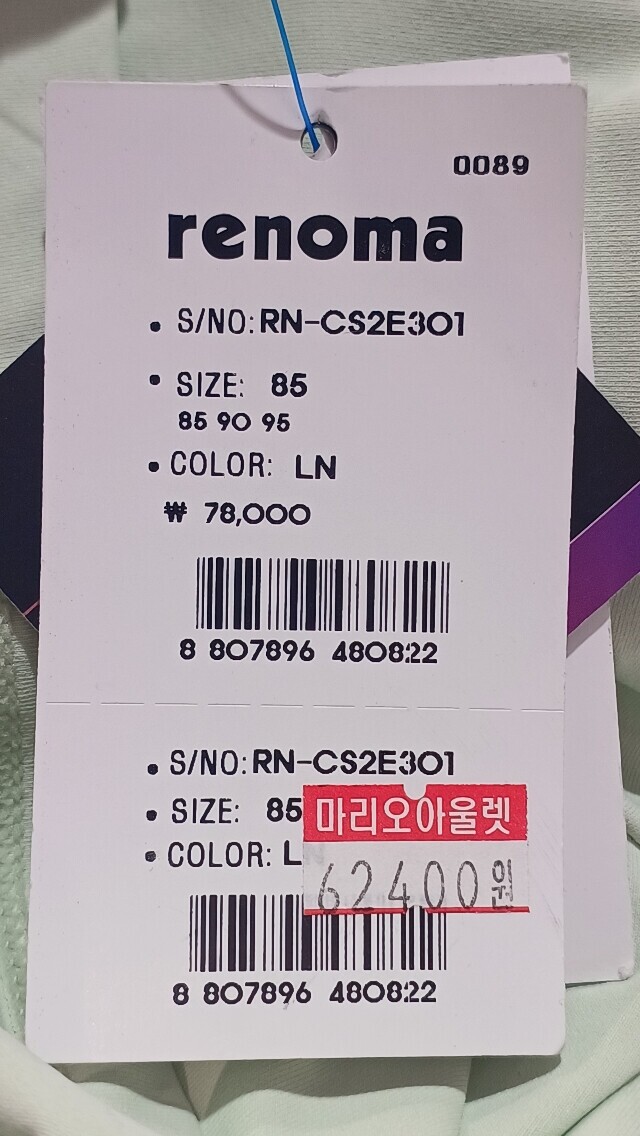 0089
renoma
• S/NO: RN-CS2E301
• SIZE: 85
85 90 95
• COLOR: LN
₩ 78,000
8 807896 480822
• S/NO: RN-CS2E301
• SIZE: 85
마리오아울렛
• COLOR: L
62400원
8 807896 480822